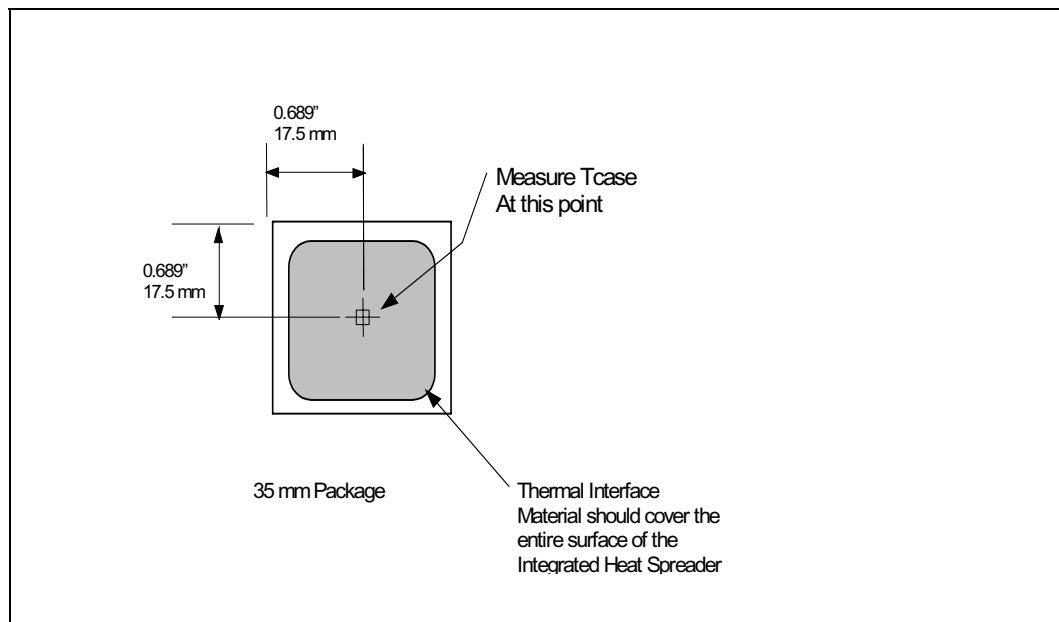 0.689”
17.5 mm
Measure Tcase
At this point
0.689”
17.5 mm
35 mm Package
Thermal Interface
Material should cover the
entire surface of the
Integrated Heat Spreader